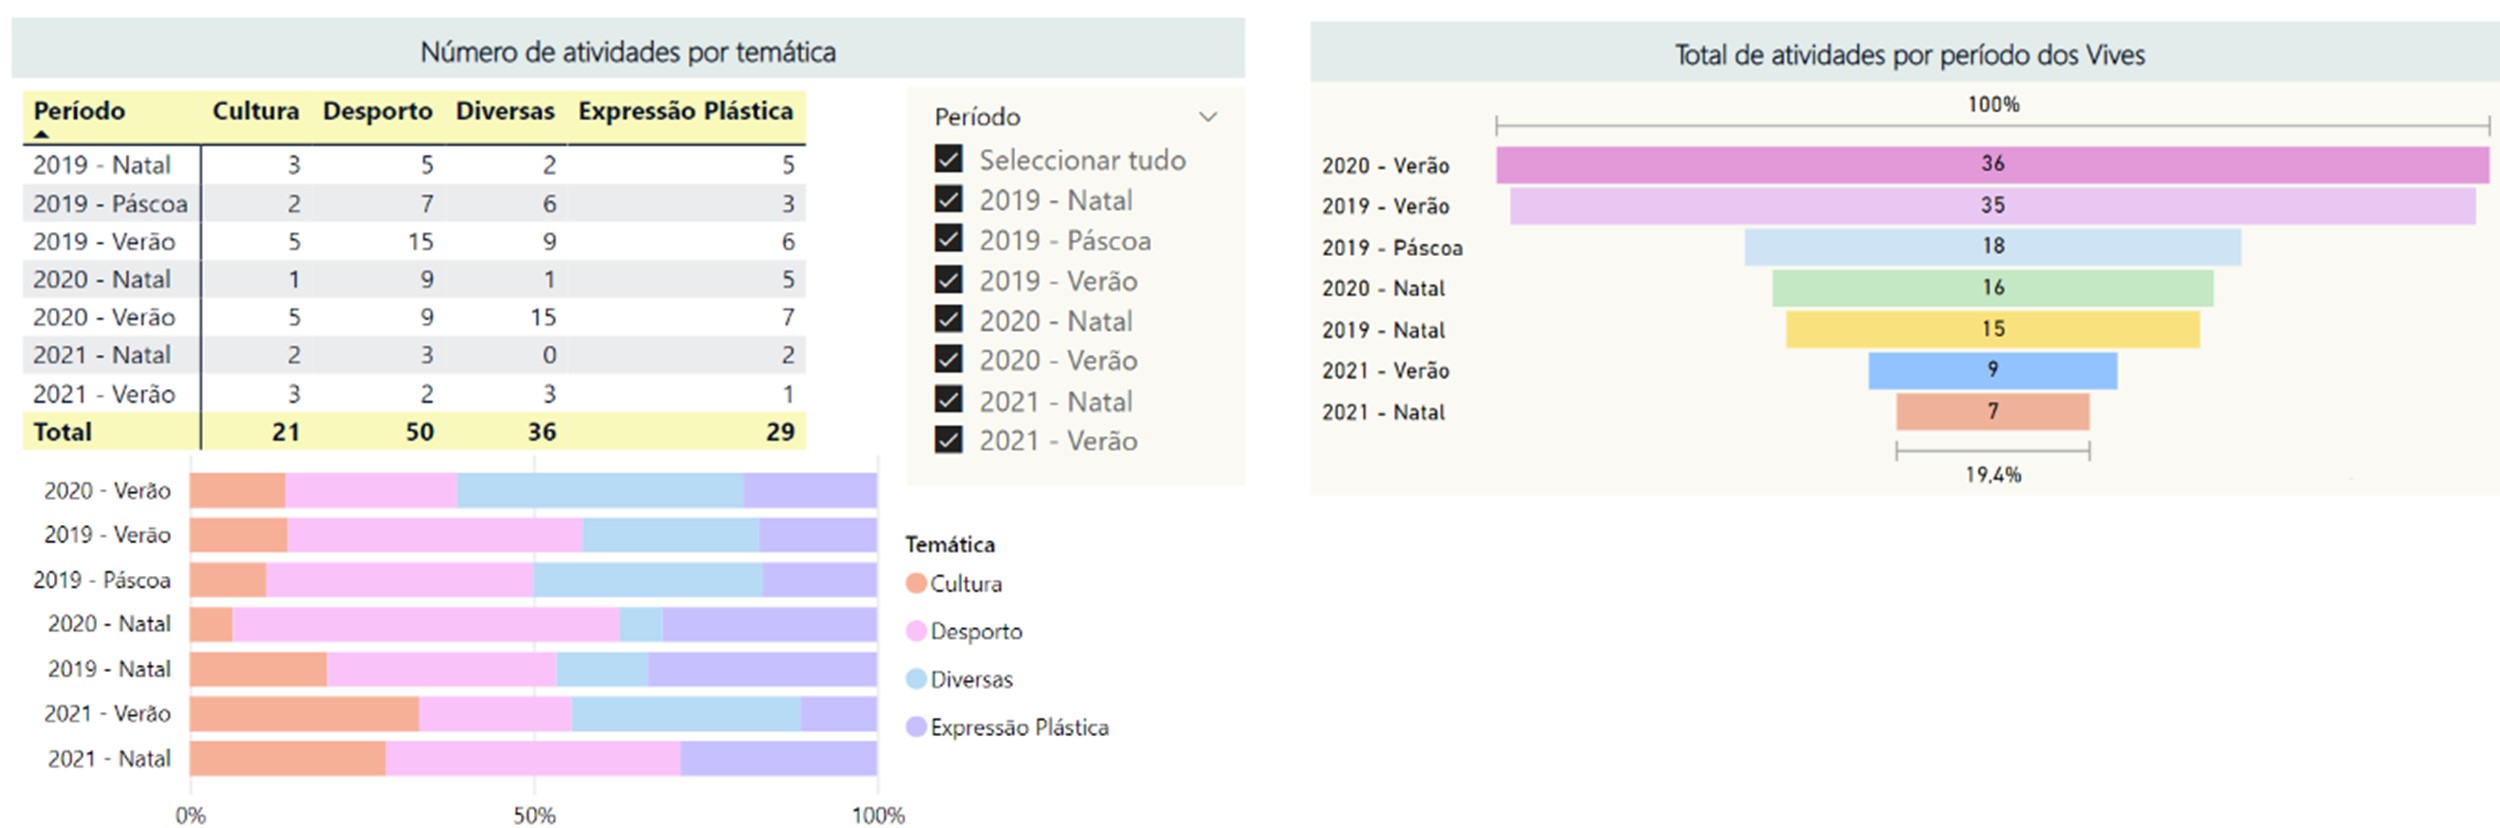 Número de atividades por temática
Período Cultura Desporto Diversas Expressão Plástica
2019 - Natal 3 5 2 5
2019 - Páscoa 2 7 6 3
2019 - Verão 5 15 9 6
2020 - Natal 1 9 1 5
2020 - Verão 5 9 15 7
2021 - Natal 2 3 0 2
2021 - Verão 3 2 3 1
Total 21 50 36 29
Período
Seleccionar tudo
2019 - Natal
2019 - Páscoa
2019 - Verão
2020 - Natal
2020 - Verão
2021 - Natal
2021 - Verão
2020 - Verão
2019 - Verão
2019 - Páscoa
2020 - Natal
2019 - Natal
2021 - Verão
2021 - Natal
0% 50% 100%
Temática
Cultura
Desporto
Diversas
Expressão Plástica
Total de atividades por período dos Vives
100%
2020 - Verão 36
2019 - Verão 35
2019 - Páscoa 18
2020 - Natal 16
2019 - Natal 15
2021 - Verão 9
2021 - Natal 7
19,4%